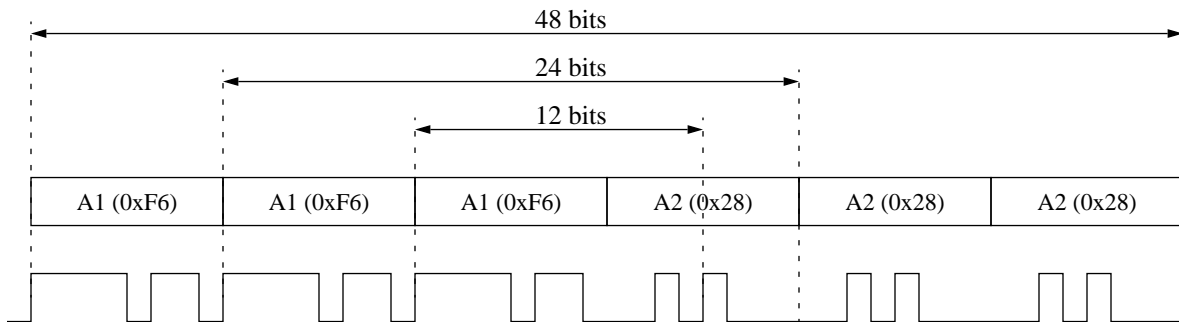 48 bits
24 bits
12 bits
A1 (0xF6) A1 (0xF6) A1 (0xF6) A2 (0x28) A2 (0x28) A2 (0x28)